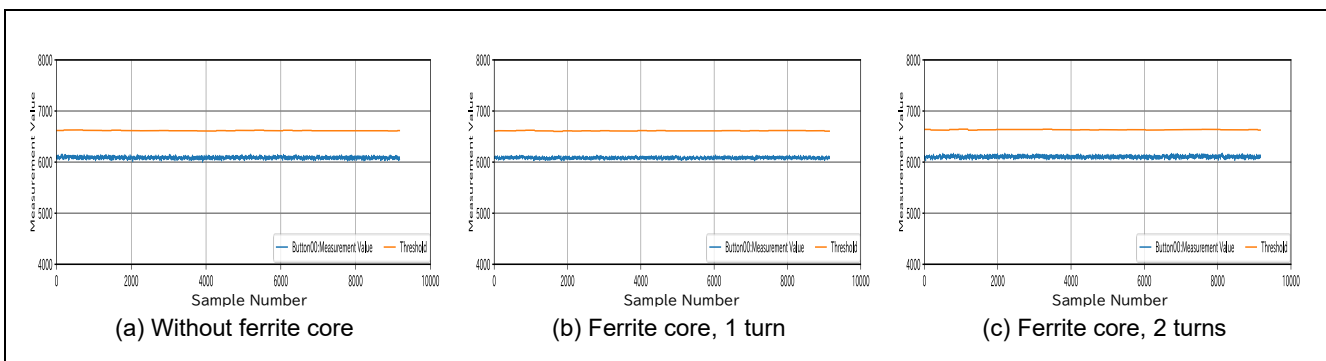 8000
7000
6000
5000
4000
Measurement Value
Button00:Measurement Value
Threshold
0
2000
4000
6000
8000
10000
Sample Number
(a) Without ferrite core
8000
7000
6000
5000
4000
Measurement Value
Button00:Measurement Value
Threshold
0
2000
4000
6000
8000
10000
Sample Number
(b) Ferrite core, 1 turn
8000
7000
6000
5000
4000
Measurement Value
Button00:Measurement Value
Threshold
0
2000
4000
6000
8000
10000
Sample Number
(c) Ferrite core, 2 turns